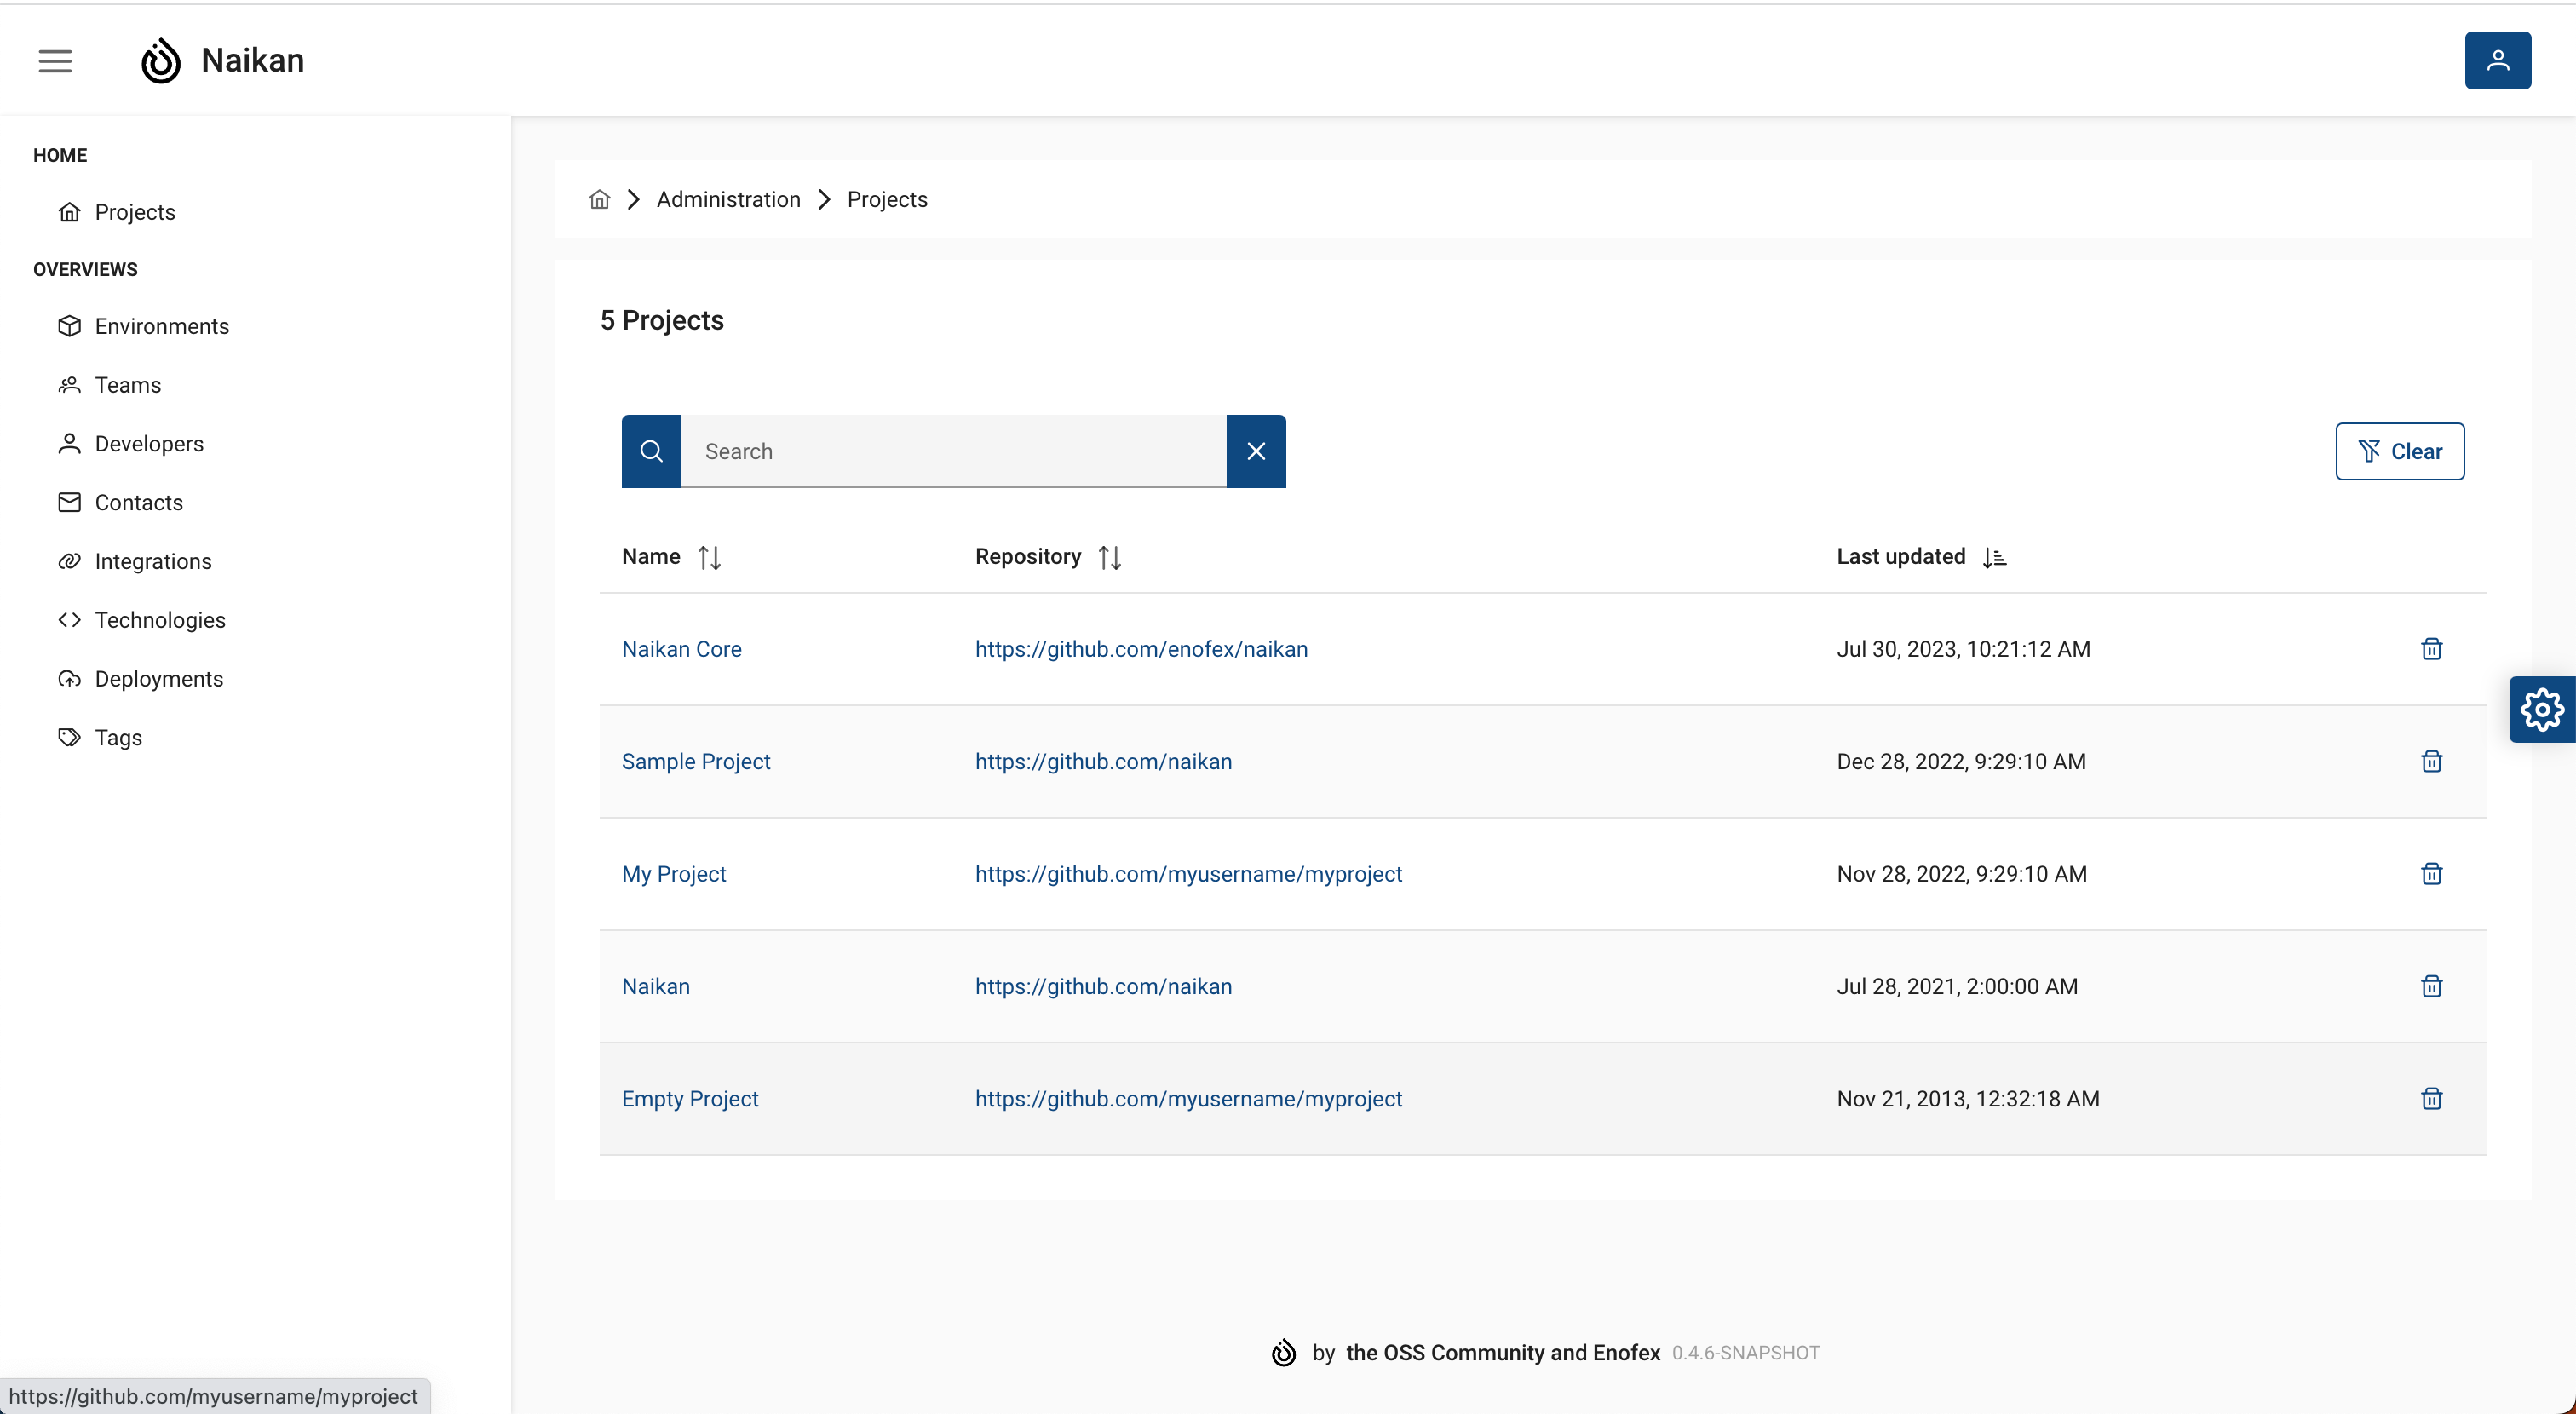 Naikan
HOME
Projects
OVERVIEWS
Environments
Teams
Developers
Contacts
Integrations
Technologies
Deployments
Tags
Administration Projects
5 Projects
Search
Clear
Name Repository Last updated
Naikan Core https://github.com/enofex/naikan Jul 30, 2023, 10:21:12 AM
Sample Project https://github.com/naikan Dec 28, 2022, 9:29:10 AM
My Project https://github.com/myusername/myproject Nov 28, 2022, 9:29:10 AM
Naikan https://github.com/naikan Jul 28, 2021, 2:00:00 AM
Empty Project https://github.com/myusername/myproject Nov 21, 2013, 12:32:18 AM
by the OSS Community and Enofex 0.4.6-SNAPSHOT
https://github.com/myusername/myproject